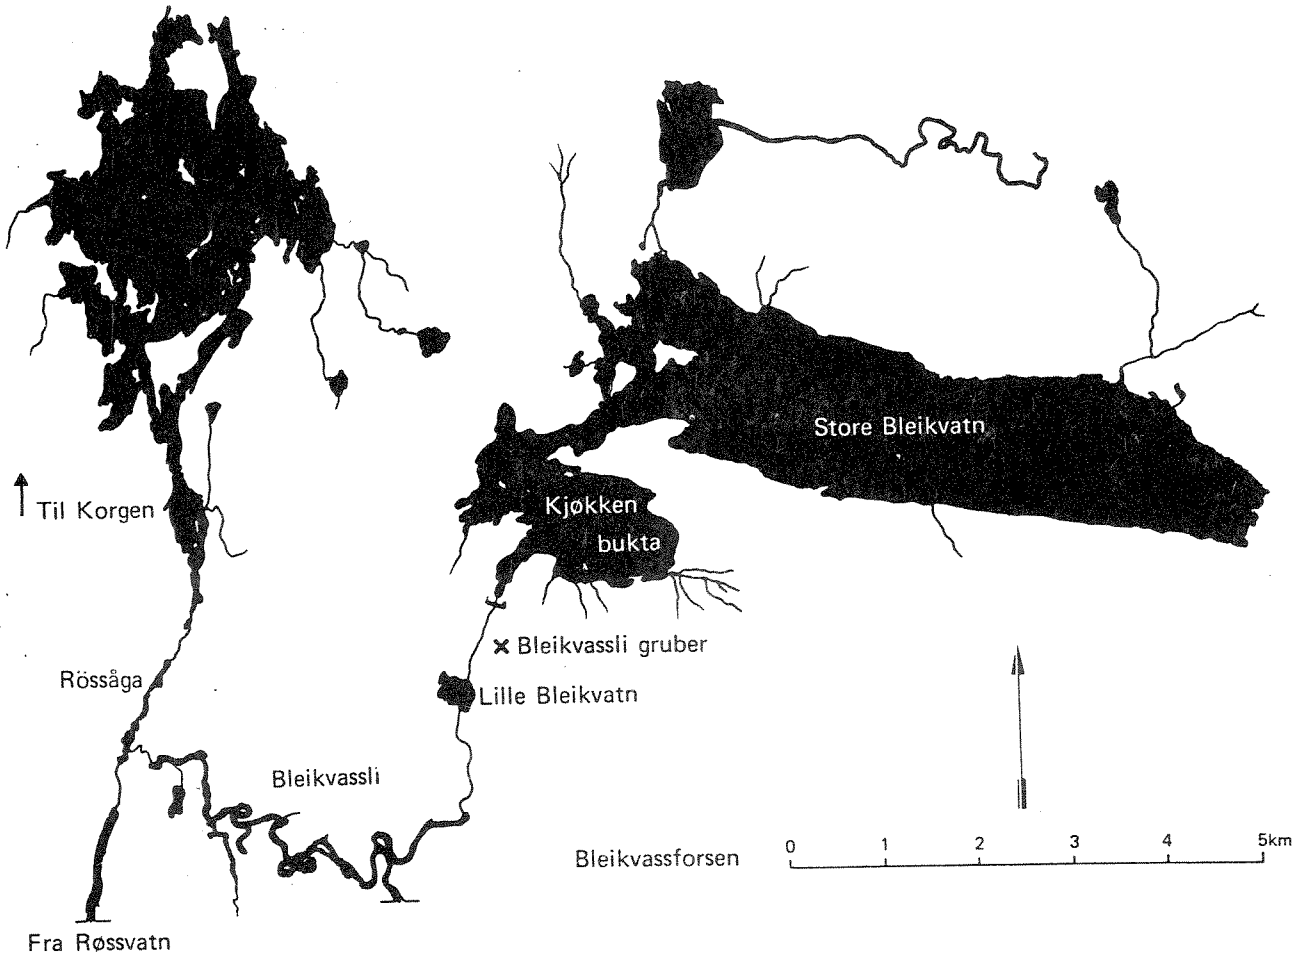 Store Bleikvatn
Kjøkken
bukta
Til Korgen
× Bleikvassli gruber
Rössåga
Lille Bleikvatn
Bleikvassli
Bleikvassforsen
0 1 2 3 4 5km
Fra Røssvatn